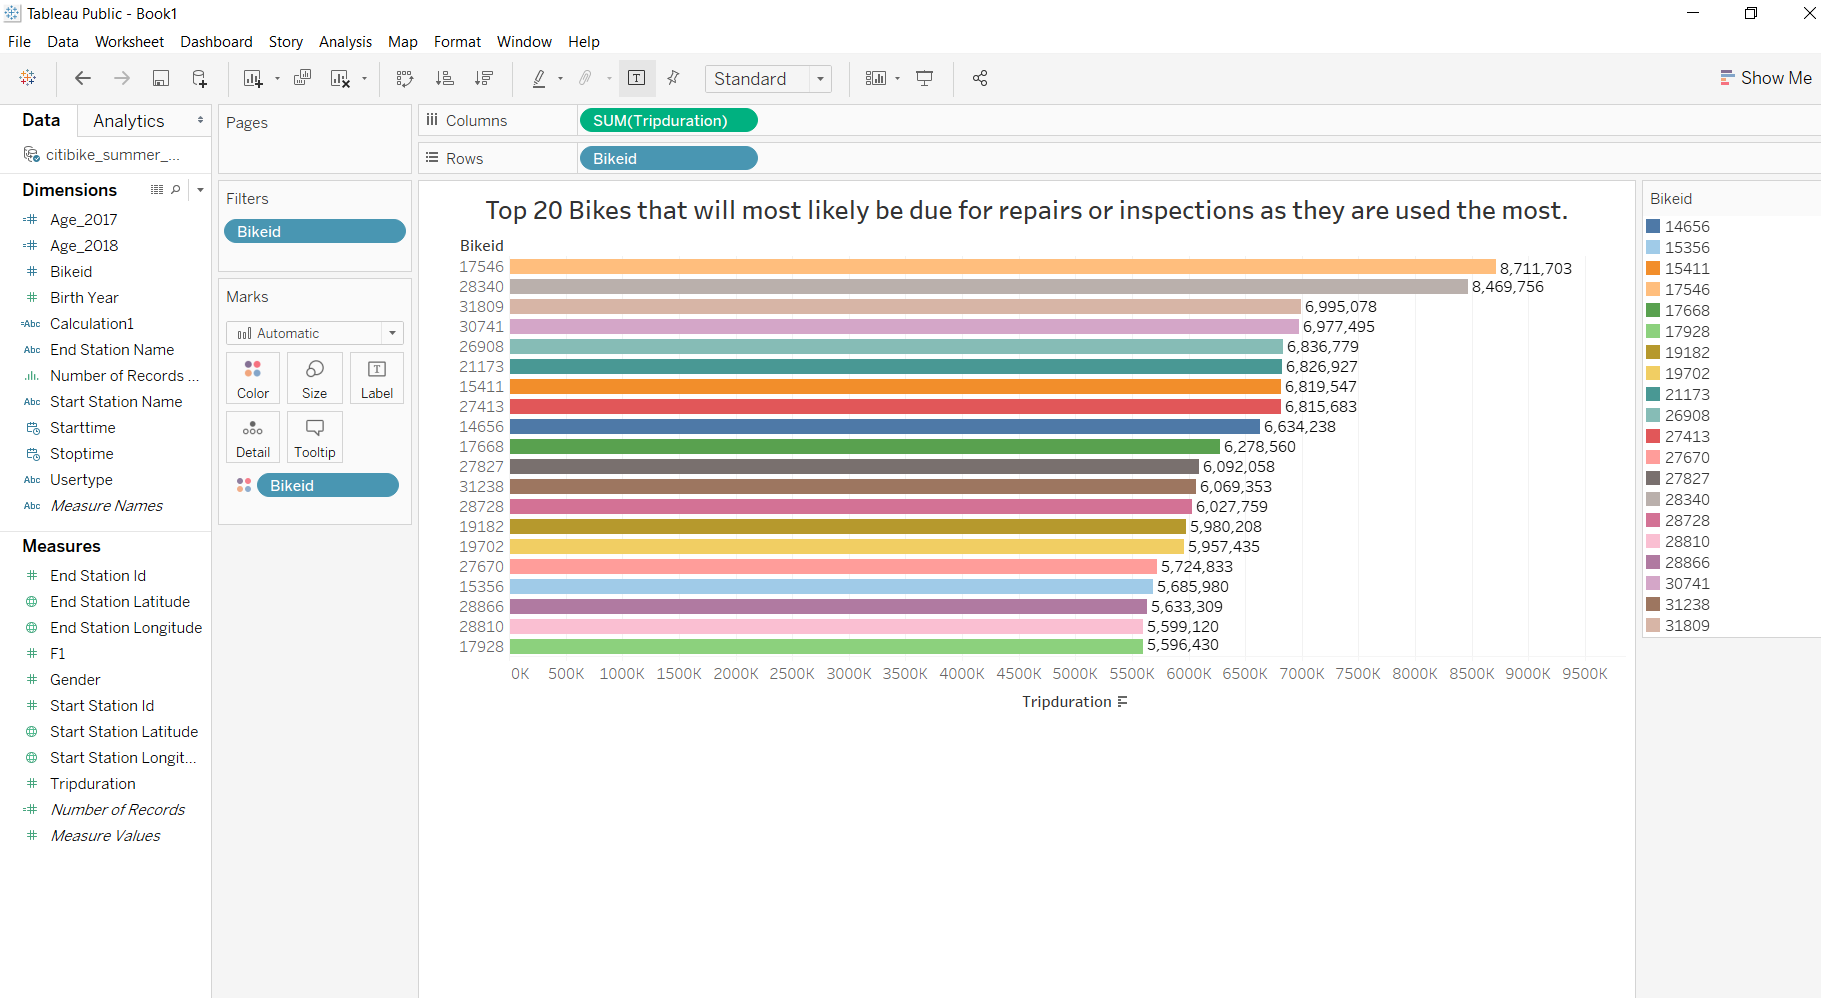 Tableau Public - Book1
File Data Worksheet Dashboard Story Analysis Map Format Window Help
Standard
Show Me
Data Analytics
citibike_summer_...
Dimensions
Age_2017
Age_2018
Bikeid
Birth Year
Abc Calculation1
Abc End Station Name
Number of Records ...
Abc Start Station Name
Starttime
Stoptime
Abc Usertype
Abc Measure Names
Measures
End Station Id
End Station Latitude
End Station Longitude
F1
Gender
Start Station Id
Start Station Latitude
Start Station Longit...
Tripduration
Number of Records
Measure Values
Pages
Filters
Bikeid
Marks
Automatic
Color Size Label
Detail Tooltip
Bikeid
Columns SUM(Tripduration)
Rows Bikeid
Top 20 Bikes that will most likely be due for repairs or inspections as they are used the most.
Bikeid
17546 8,711,703
28340 8,469,756
31809 6,995,078
30741 6,977,495
26908 6,836,779
21173 6,826,927
15411 6,819,547
27413 6,815,683
14656 6,634,238
17668 6,278,560
27827 6,092,058
31238 6,069,353
28728 6,027,759
19182 5,980,208
19702 5,957,435
27670 5,724,833
15356 5,685,980
28866 5,633,309
28810 5,599,120
17928 5,596,430
0K 500K 1000K 1500K 2000K 2500K 3000K 3500K 4000K 4500K 5000K 5500K 6000K 6500K 7000K 7500K 8000K 8500K 9000K 9500K
Tripduration
Bikeid
14656
15356
15411
17546
17668
17928
19182
19702
21173
26908
27413
27670
27827
28340
28728
28810
28866
30741
31238
31809